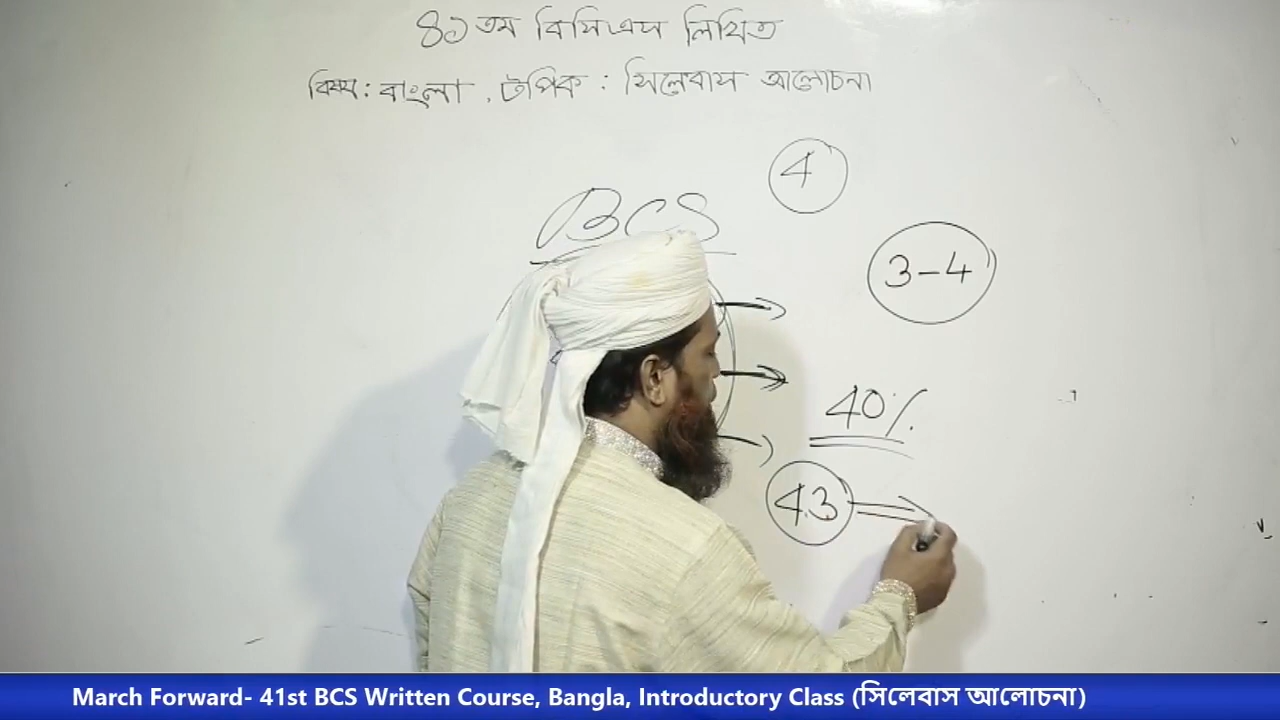 ৪১তম বিসিএস লিখিত
বিষয়: বাংলা, টপিক: সিলেবাস আলোচনা
4
BCS
3-4
40%
43
March Forward- 41st BCS Written Course, Bangla, Introductory Class (সিলেবাস আলোচনা)